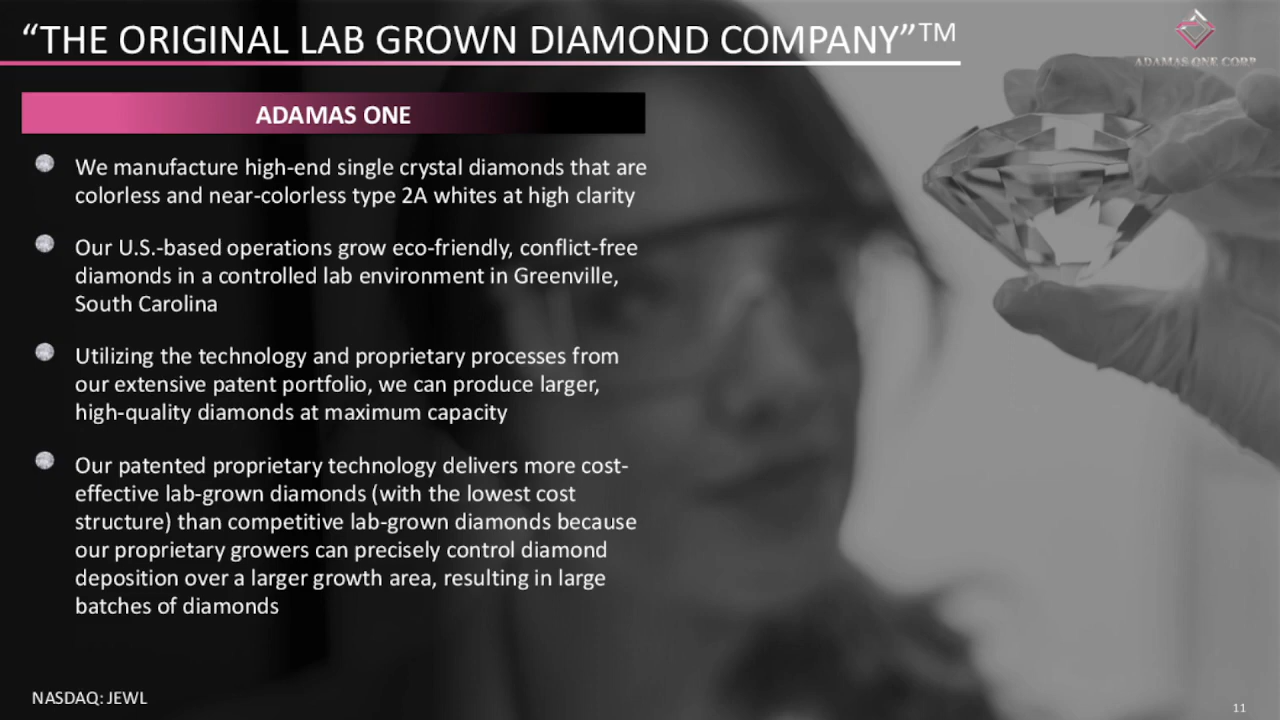 “THE ORIGINAL LAB GROWN DIAMOND COMPANY”TM
ADAMAS ONE CORP
ADAMAS ONE
We manufacture high-end single crystal diamonds that are
colorless and near-colorless type 2A whites at high clarity
Our U.S.-based operations grow eco-friendly, conflict-free
diamonds in a controlled lab environment in Greenville,
South Carolina
Utilizing the technology and proprietary processes from
our extensive patent portfolio, we can produce larger,
high-quality diamonds at maximum capacity
Our patented proprietary technology delivers more cost-
effective lab-grown diamonds (with the lowest cost
structure) than competitive lab-grown diamonds because
our proprietary growers can precisely control diamond
deposition over a larger growth area, resulting in large
batches of diamonds
NASDAQ: JEWL
11